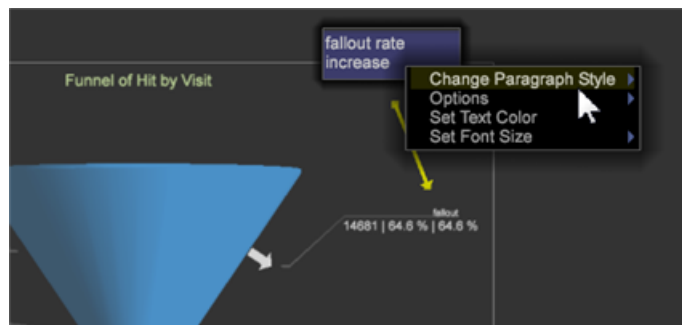 fallout rate
increase
Funnel of Hit by Visit
Change Paragraph Style
Options
Set Text Color
Set Font Size
fallout
14681 | 64.6 % | 64.6 %